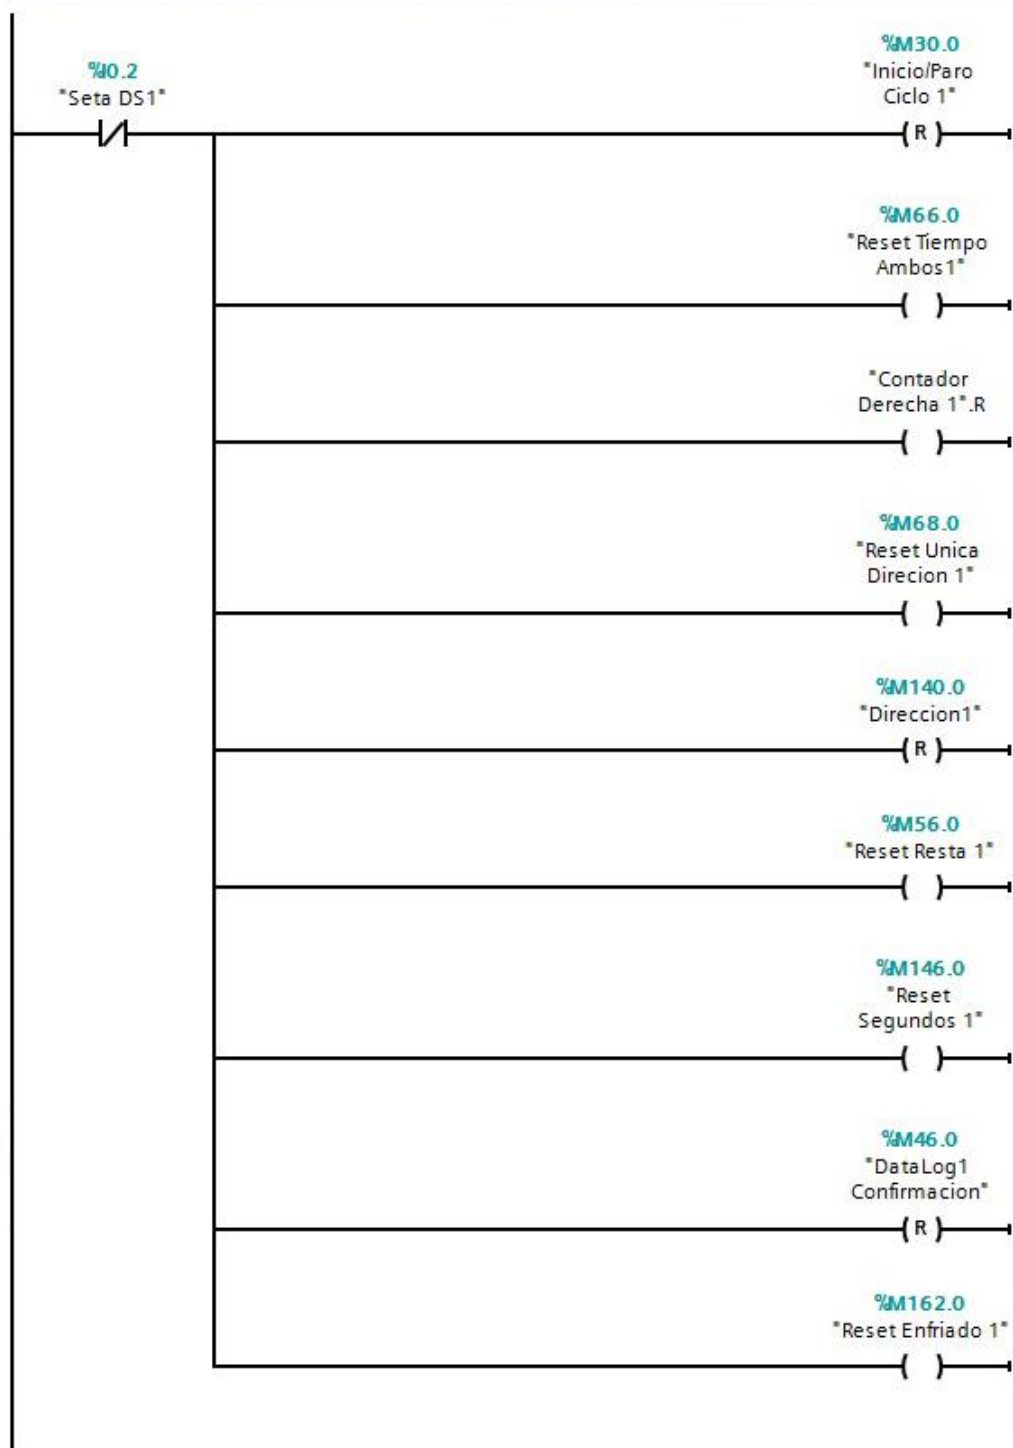 %I0.2
"Seta DS1"
%M30.0
"Inicio/Paro
Ciclo 1"
R
%M66.0
"Reset Tiempo
Ambos1"
"Contador
Derecha 1".R
%M68.0
"Reset Unica
Direcion 1"
%M140.0
"Direccion1"
R
%M56.0
"Reset Resta 1"
%M146.0
"Reset
Segundos 1"
%M46.0
"DataLog1
Confirmacion"
R
%M162.0
"Reset Enfriado 1"